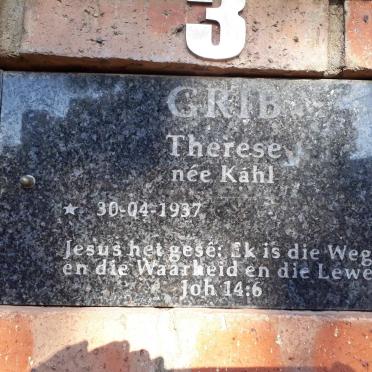 3
GRIB
Therese
née Kahl
★ 30-04-1937
Jesus het gesê: Ek is die Weg
en die Waarheid en die Lewe
Joh 14:6